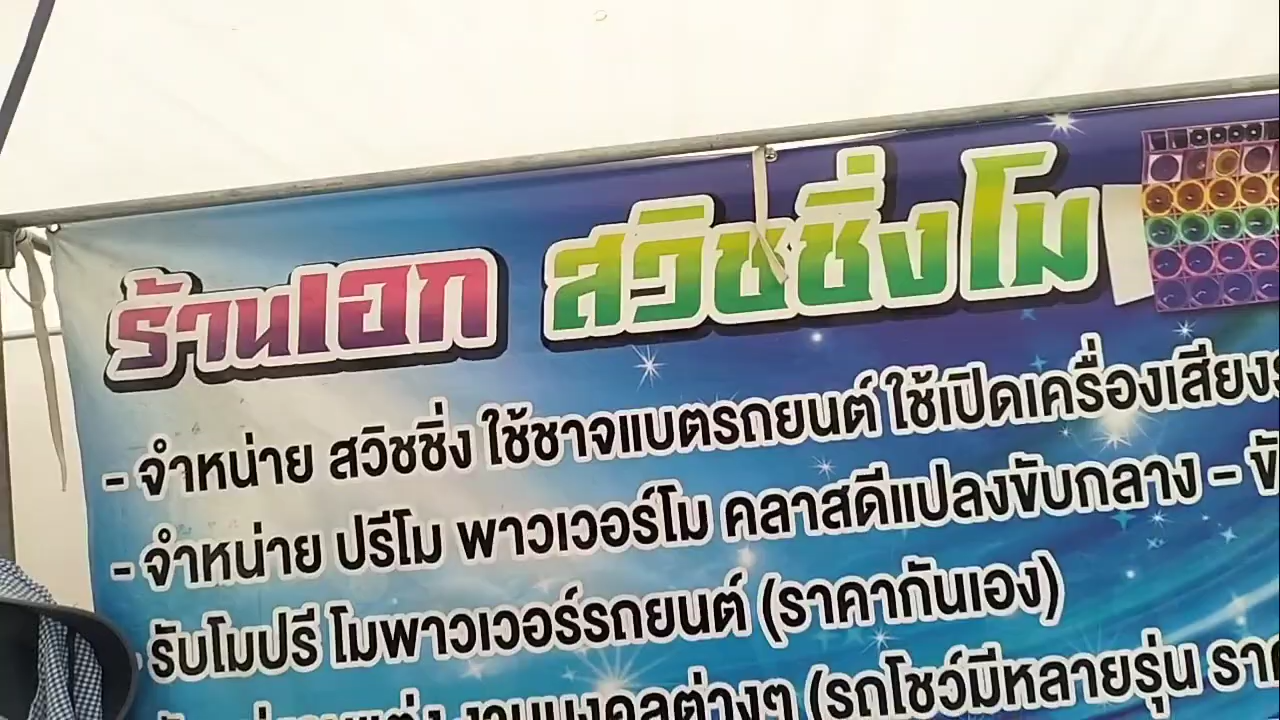 ร้านเอก สวิชชิ่งโม
- จำหน่าย สวิชชิ่ง ใช้ชาจแบตรถยนต์ ใช้เปิดเครื่องเสียง
- จำหน่าย ปรีโม พาวเวอร์โม คลาสดีแปลงขับกลาง -
- รับโมปรี โมพาวเวอร์รถยนต์ (ราคากันเอง)
งานมงคลต่างๆ (รถโชว์มีหลายรุ่น